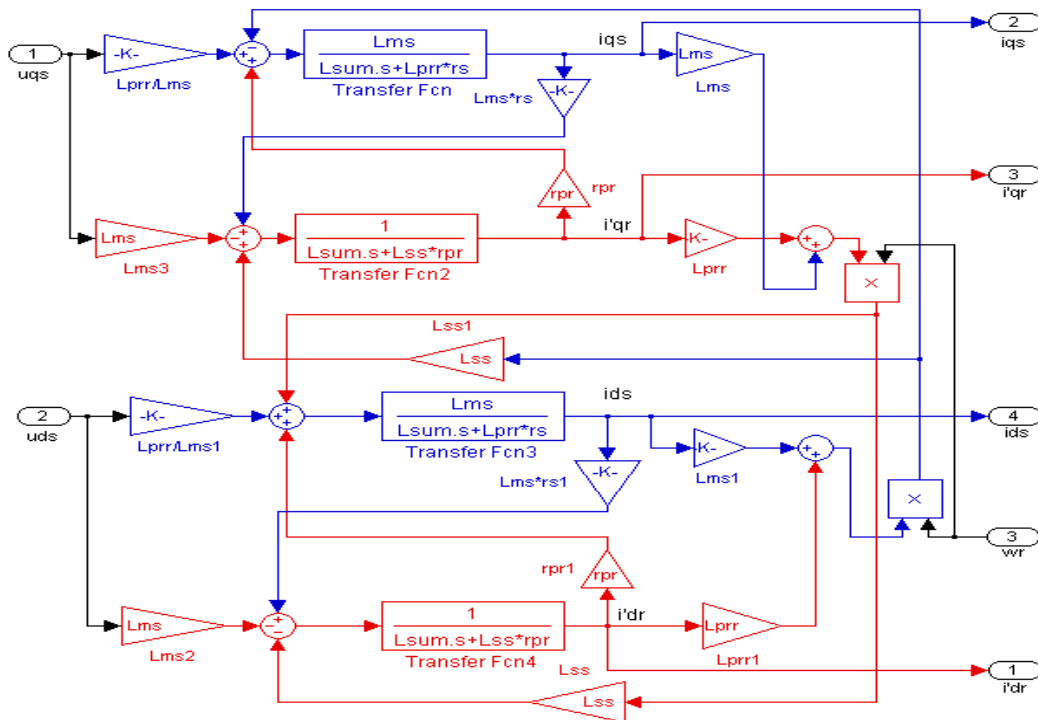 1
uqs
-K-
Lprr/Lms
Lms
Lsum.s+Lprr*rs
Transfer Fcn
iqs
Lms
Lms
2
iqs
Lms*rs
-K-
rpr
rpr
3
i'qr
Lms
Lms3
1
Lsum.s+Lss*rpr
Transfer Fcn2
i'qr
K-
Lprr
×
Lss1
Lss
2
uds
-K-
Lprr/Lms1
Lms
Lsum.s+Lprr*rs
Transfer Fcn3
ids
K-
Lms1
4
ids
Lms*rs1
-K-
×
3
wr
rpr1
rpr
Lms
Lms2
1
Lsum.s+Lss*rpr
Transfer Fcn4
i'dr
Lprr
Lprr1
1
i'dr
Lss
Lss